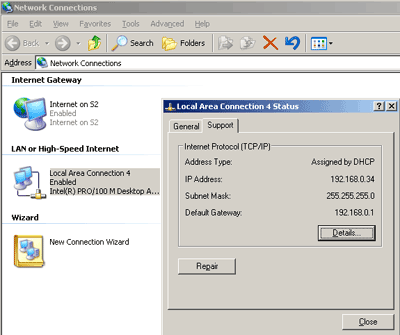 Network Connections
File Edit View Favorites Tools Advanced Help
Back Search Folders
Address Network Connections
Internet Gateway
Internet on S2
Enabled
Internet on S2
LAN or High-Speed Internet
Local Area Connection 4
Enabled
Intel(R) PRO/100 M Desktop A...
Wizard
New Connection Wizard
Local Area Connection 4 Status
General Support
Internet Protocol (TCP/IP)
Address Type: Assigned by DHCP
IP Address: 192.168.0.34
Subnet Mask: 255.255.255.0
Default Gateway: 192.168.0.1
Details...
Repair
Close